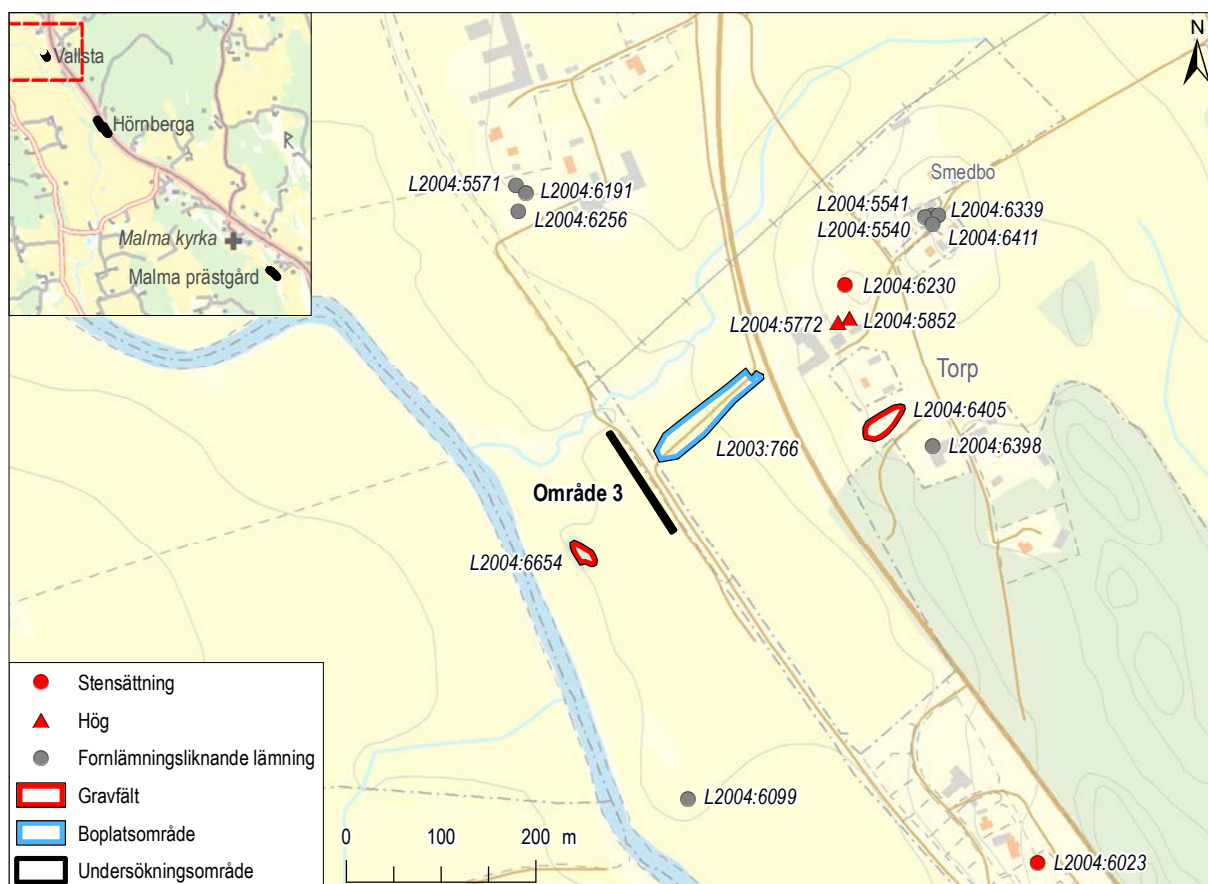 N
Vallsta
Hörnberga
Malma kyrka
Malma prästgård
R
L2004:5571
L2004:6191
L2004:6256
Smedbo
L2004:5541
L2004:6339
L2004:5540
L2004:6411
L2004:6230
L2004:5772
L2004:5852
Torp
L2004:6405
L2003:766
L2004:6398
Område 3
L2004:6654
L2004:6099
L2004:6023
Stensättning
Hög
Fornlämningsliknande lämning
Gravfält
Boplatsområde
Undersökningsområde
0 100 200 m